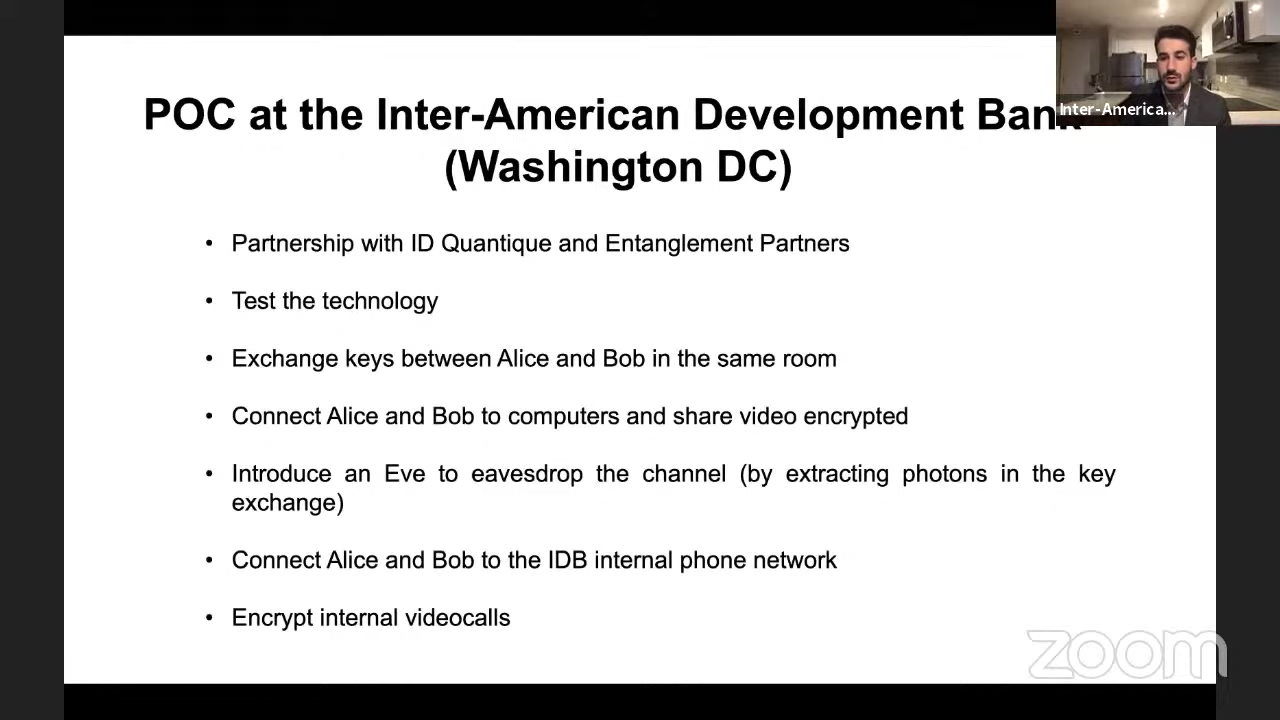 POC at the Inter-American Development Bank
(Washington DC)
Inter-America...
• Partnership with ID Quantique and Entanglement Partners
• Test the technology
• Exchange keys between Alice and Bob in the same room
• Connect Alice and Bob to computers and share video encrypted
• Introduce an Eve to eavesdrop the channel (by extracting photons in the key
exchange)
• Connect Alice and Bob to the IDB internal phone network
• Encrypt internal videocalls
zoom